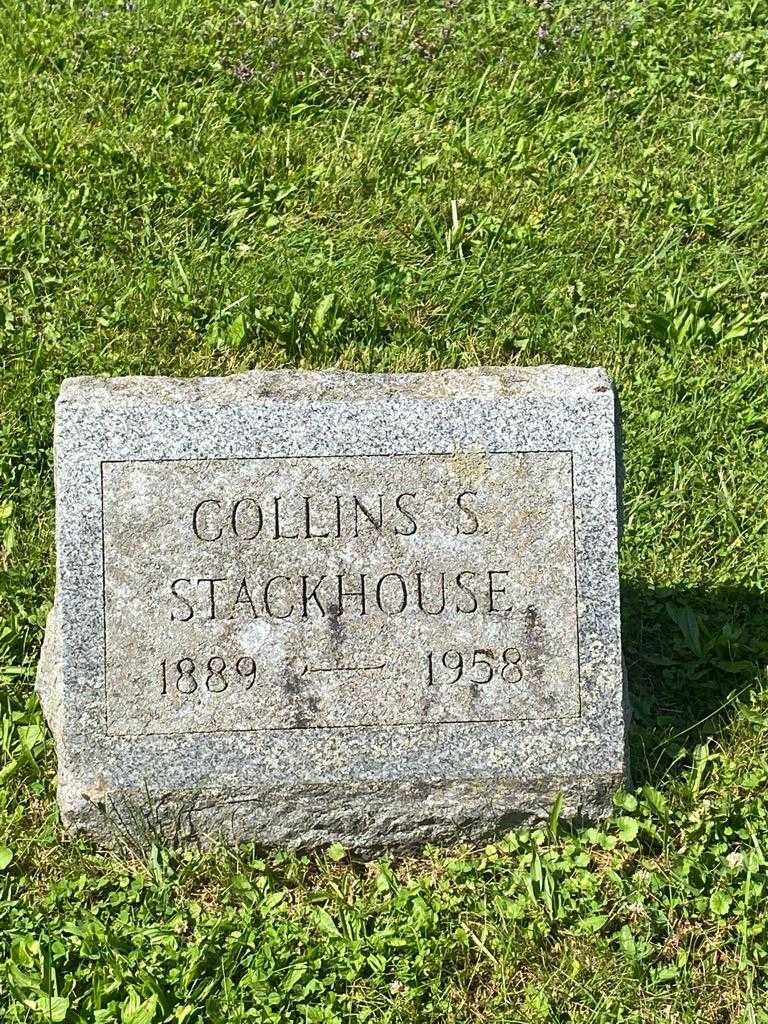 COLLINS S.
STACKHOUSE
1889 — 1958